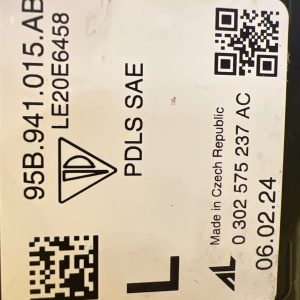 95B.941.015.AB
LE20E6458
PDLS SAE
L
AL
Made in Czech Republic
0 302 575 237 AC
06.02.24